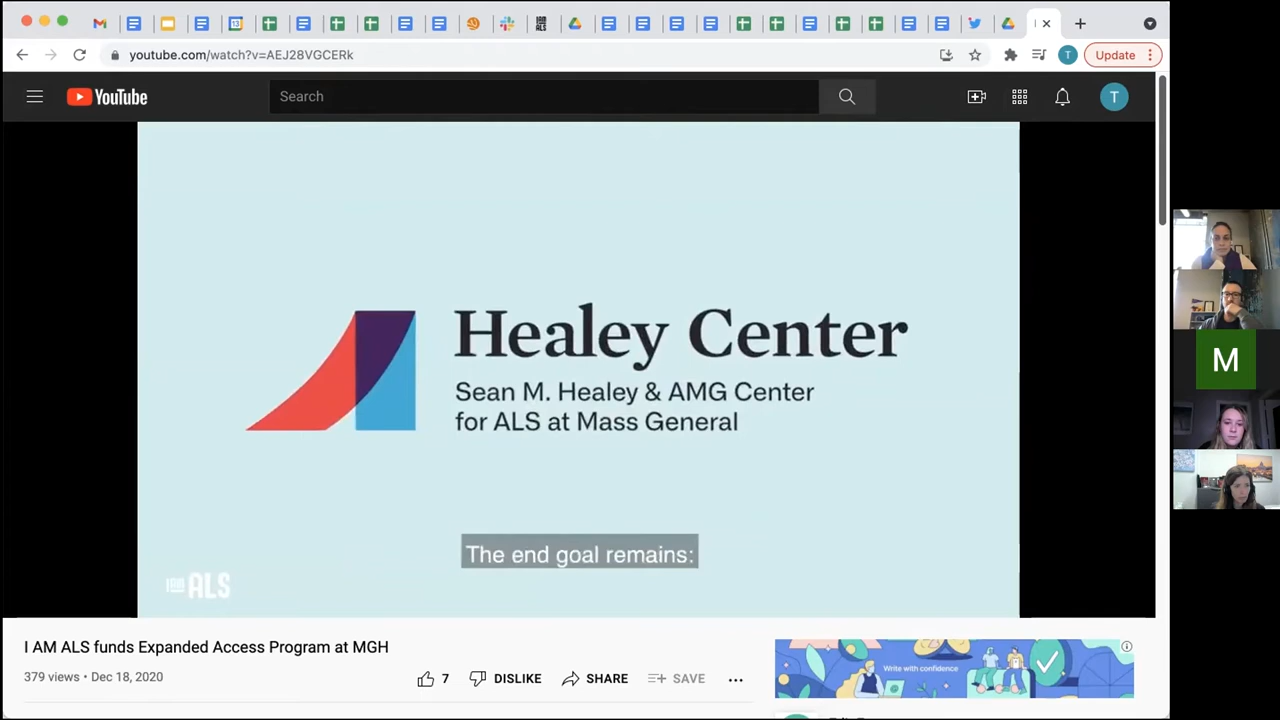 youtube.com/watch?v=AEJ28VGCERk
T
Update
YouTube
Search
T
Healey Center
Sean M. Healey & AMG Center
for ALS at Mass General
The end goal remains:
I AM
ALS
M
I AM ALS funds Expanded Access Program at MGH
379 views • Dec 18, 2020
7
DISLIKE
SHARE
SAVE
Write with confidence